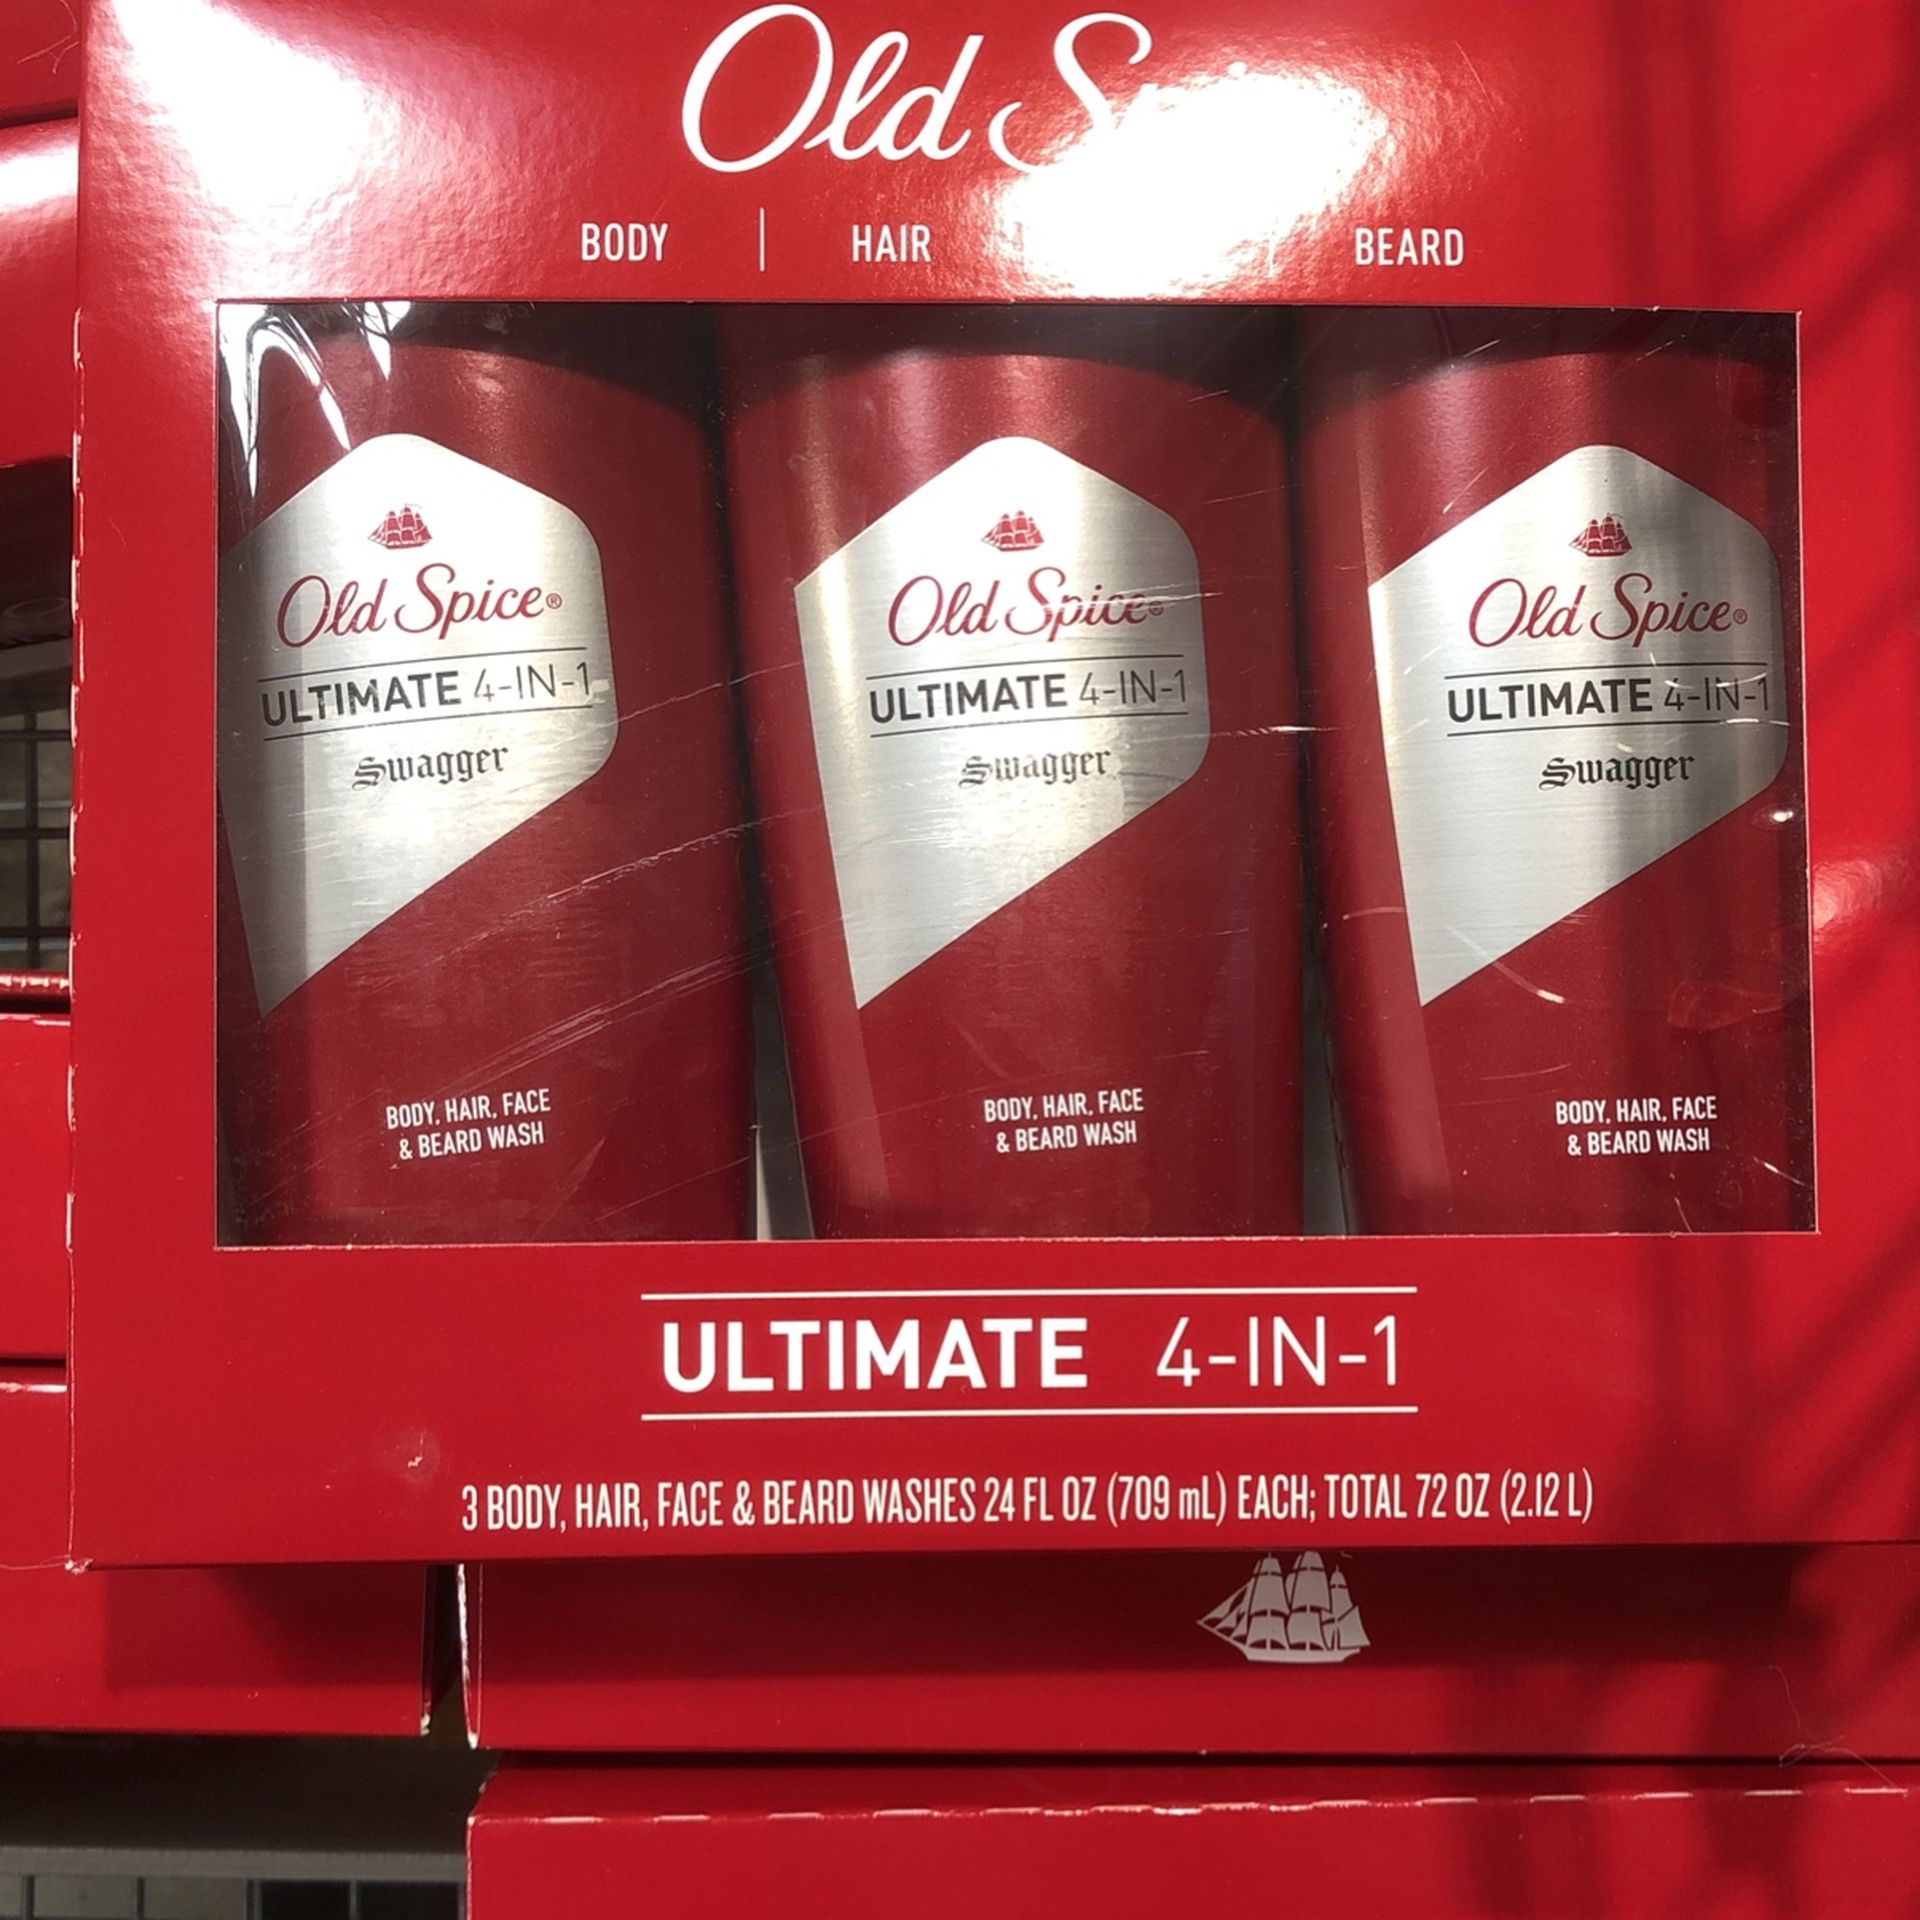 Old
BODY | HAIR BEARD
Old Spice®
ULTIMATE 4-IN-1
Swagger
BODY, HAIR, FACE
& BEARD WASH
Old Spice®
ULTIMATE 4-IN-1
Swagger
BODY, HAIR, FACE
& BEARD WASH
Old Spice®
ULTIMATE 4-IN-1
Swagger
BODY, HAIR, FACE
& BEARD WASH
ULTIMATE 4-IN-1
3 BODY, HAIR, FACE & BEARD WASHES 24 FL OZ (709 mL) EACH; TOTAL 72 OZ (2.12 L)